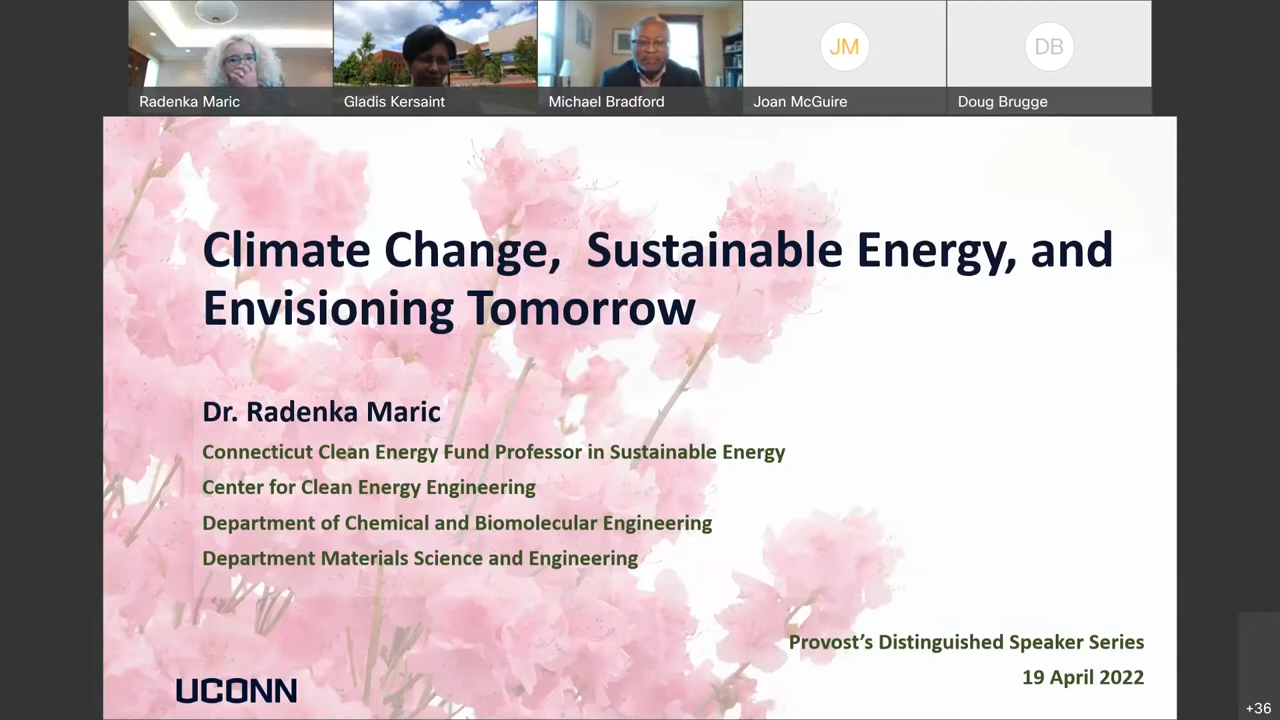 Radenka Maric
Gladis Kersaint
Michael Bradford
JM
Joan McGuire
DB
Doug Brugge
Climate Change, Sustainable Energy, and
Envisioning Tomorrow
Dr. Radenka Maric
Connecticut Clean Energy Fund Professor in Sustainable Energy
Center for Clean Energy Engineering
Department of Chemical and Biomolecular Engineering
Department Materials Science and Engineering
Provost’s Distinguished Speaker Series
19 April 2022
UCONN
+36